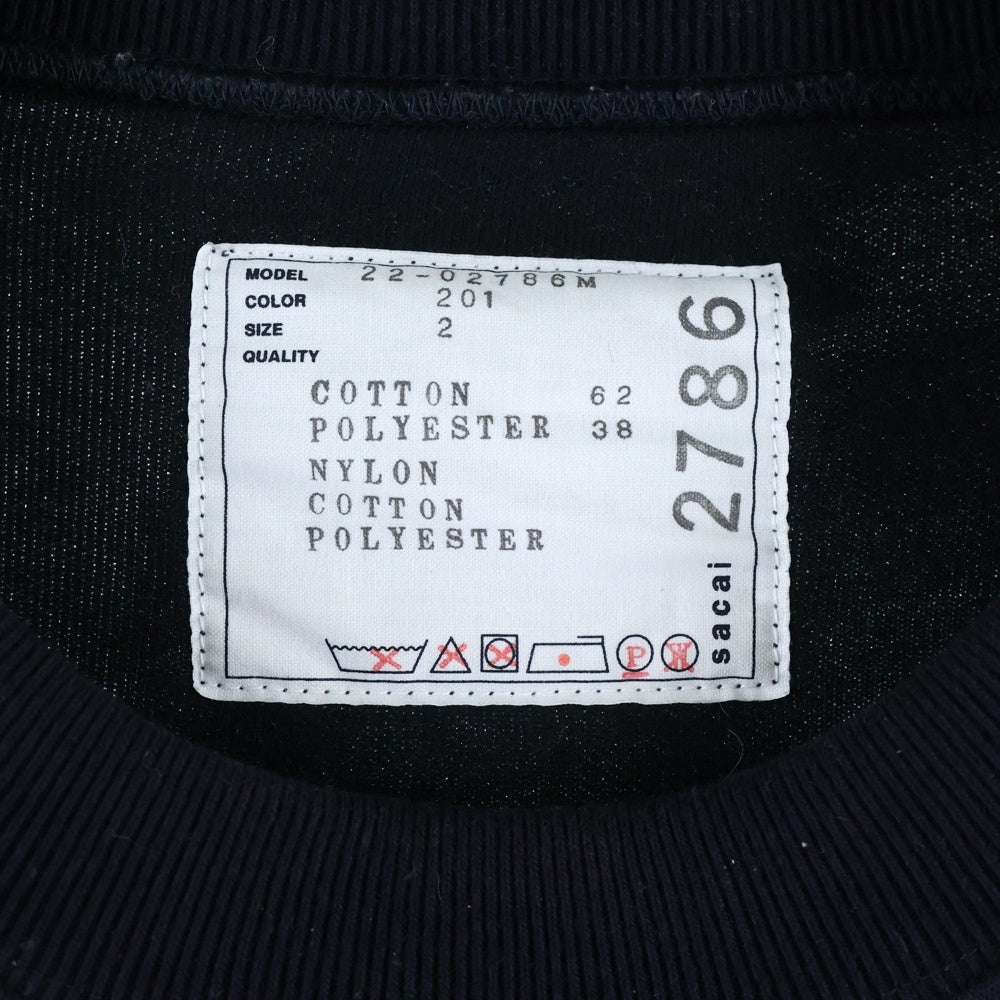 MODEL 22-02786M
COLOR 201
SIZE 2
QUALITY
COTTON 62
POLYESTER 38
NYLON
COTTON
POLYESTER
P W
sacai 2786